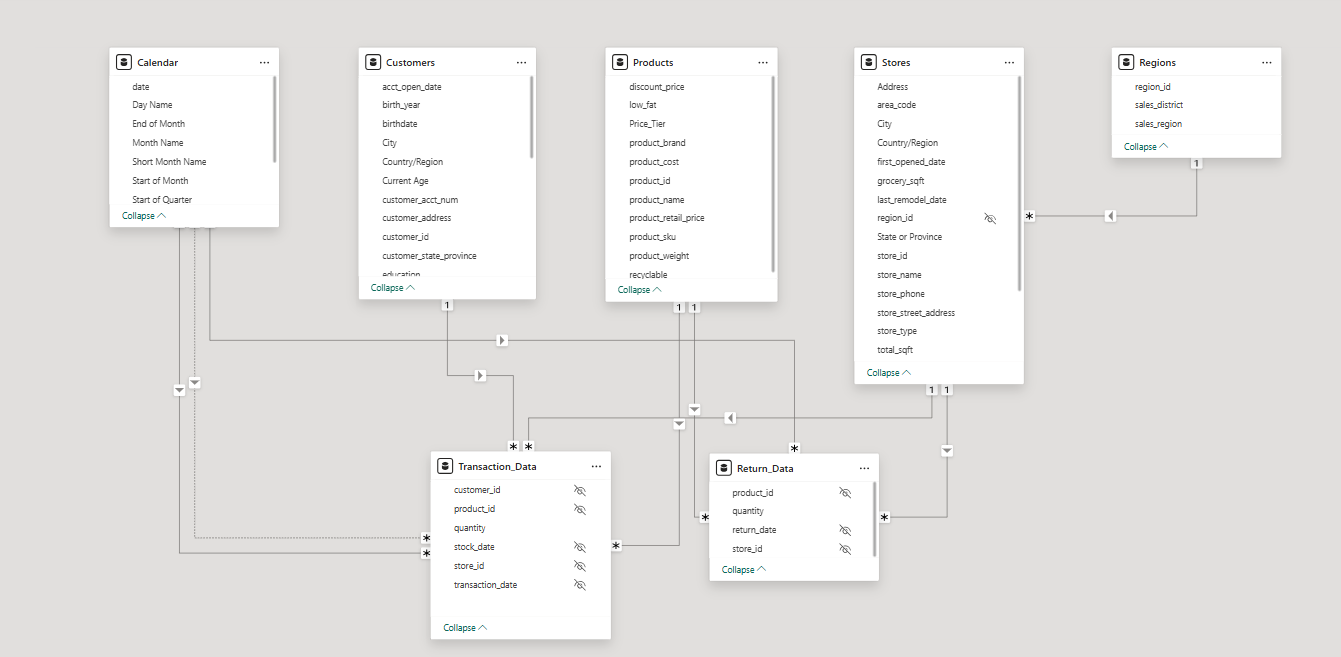 Calendar
date
Day Name
End of Month
Month Name
Short Month Name
Start of Month
Start of Quarter
Collapse
Customers
acct_open_date
birth_year
birthdate
City
Country/Region
Current Age
customer_acct_num
customer_address
customer_id
customer_state_province
education
Collapse
Products
discount_price
low_fat
Price_Tier
product_brand
product_cost
product_id
product_name
product_retail_price
product_sku
product_weight
recyclable
Collapse
Stores
Address
area_code
City
Country/Region
first_opened_date
grocery_sqft
last_remodel_date
region_id
State or Province
store_id
store_name
store_phone
store_street_address
store_type
total_sqft
Collapse
Regions
region_id
sales_district
sales_region
Collapse
1
*
1
1 1
1 1
* *
*
*
*
*
*
*
Transaction_Data
customer_id
product_id
quantity
stock_date
store_id
transaction_date
Collapse
Return_Data
product_id
quantity
return_date
store_id
Collapse